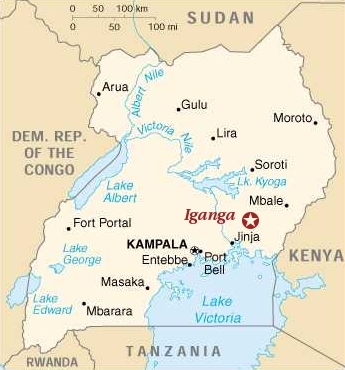 0 50 100 km
0 50 100 mi
SUDAN
Arua
Albert Nile
Gulu
Moroto
Victoria Nile
Lira
DEM. REP.
OF THE
CONGO
Soroti
Lk. Kyoga
Lake
Albert
Mbale
Iganga
Fort Portal
KAMPALA
Jinja
Port
Bell
Entebbe
KENYA
Lake
George
Masaka
Lake
Edward
Lake
Victoria
Mbarara
TANZANIA
RWANDA